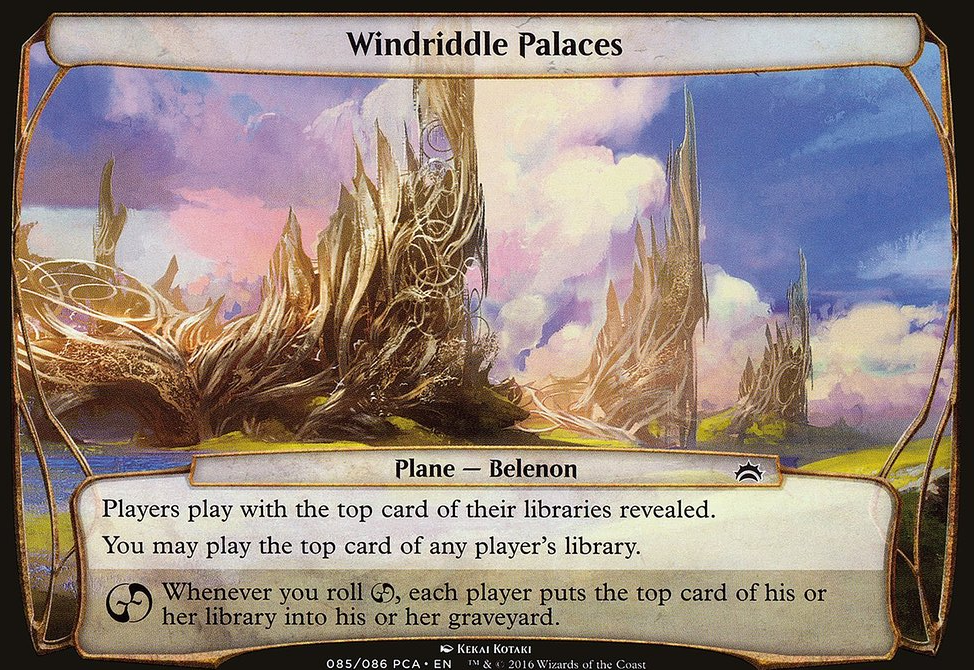 Windriddle Palaces
Plane — Belenon
Players play with the top card of their libraries revealed.
You may play the top card of any player's library.
Whenever you roll , each player puts the top card of his or
her library into his or her graveyard.
Kekai Kotaki
085/086 PCA • EN ™ & © 2016 Wizards of the Coast